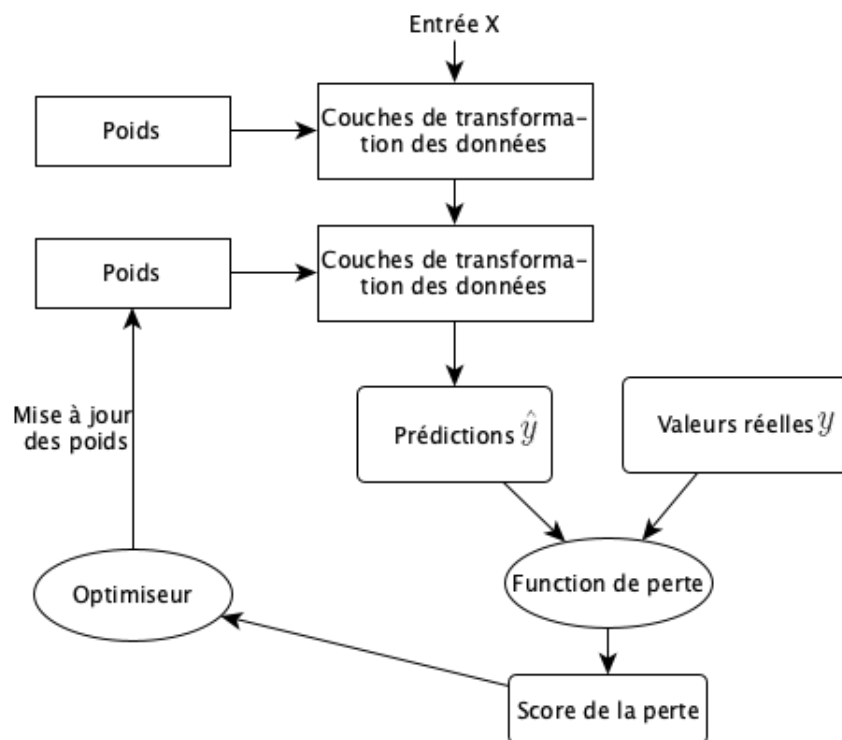 Entrée X
Poids
Couches de transforma-
tion des données
Poids
Couches de transforma-
tion des données
Mise à jour
des poids
Prédictions ŷ
Valeurs réelles y
Optimiseur
Function de perte
Score de la perte